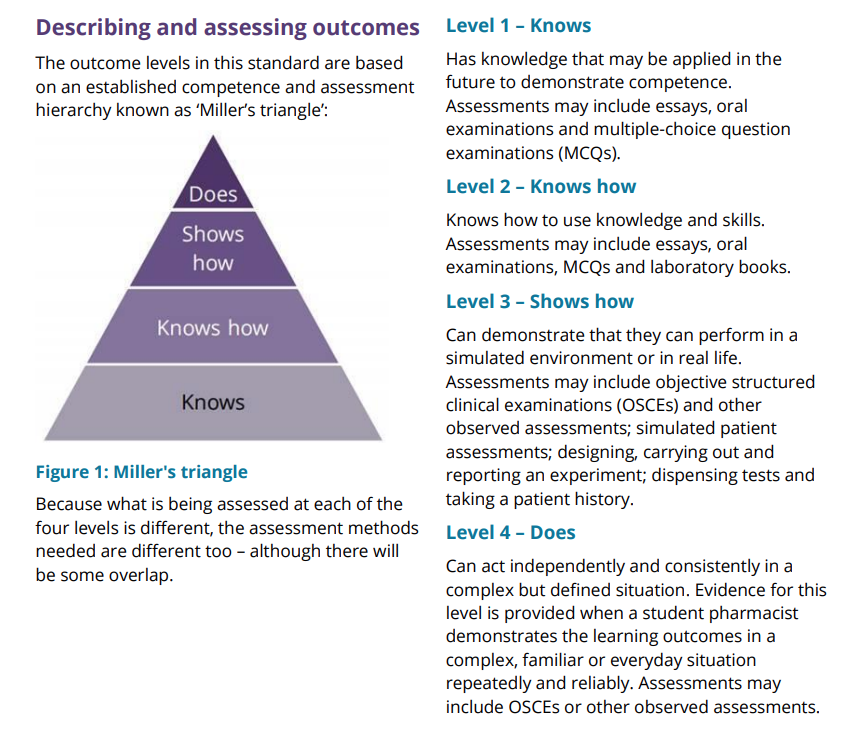 Describing and assessing outcomes
The outcome levels in this standard are based
on an established competence and assessment
hierarchy known as ‘Miller’s triangle’:
Does
Shows
how
Knows how
Knows
Figure 1: Miller's triangle
Because what is being assessed at each of the
four levels is different, the assessment methods
needed are different too – although there will
be some overlap.
Level 1 – Knows
Has knowledge that may be applied in the
future to demonstrate competence.
Assessments may include essays, oral
examinations and multiple-choice question
examinations (MCQs).
Level 2 – Knows how
Knows how to use knowledge and skills.
Assessments may include essays, oral
examinations, MCQs and laboratory books.
Level 3 – Shows how
Can demonstrate that they can perform in a
simulated environment or in real life.
Assessments may include objective structured
clinical examinations (OSCEs) and other
observed assessments; simulated patient
assessments; designing, carrying out and
reporting an experiment; dispensing tests and
taking a patient history.
Level 4 – Does
Can act independently and consistently in a
complex but defined situation. Evidence for this
level is provided when a student pharmacist
demonstrates the learning outcomes in a
complex, familiar or everyday situation
repeatedly and reliably. Assessments may
include OSCEs or other observed assessments.